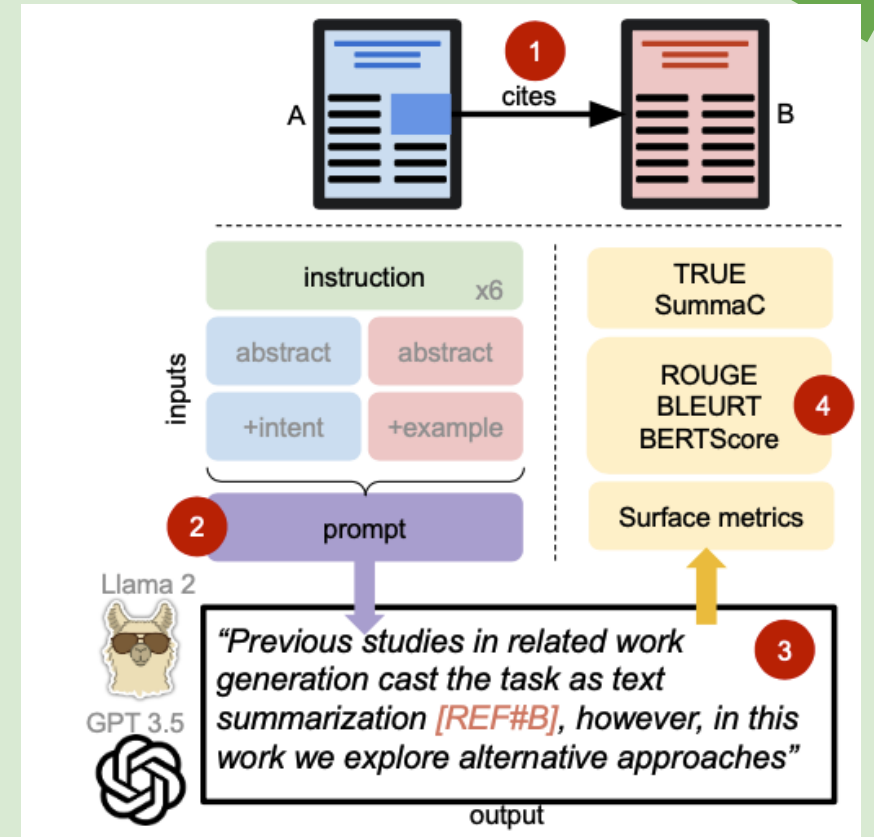 1
cites
A
B
instruction
x6
abstract
abstract
inputs
+intent
+example
2
prompt
TRUE
SummaC
ROUGE
BLEURT
BERTScore
4
Surface metrics
Llama 2
GPT 3.5
3
“Previous studies in related work
generation cast the task as text
summarization [REF#B], however, in this
work we explore alternative approaches”
output